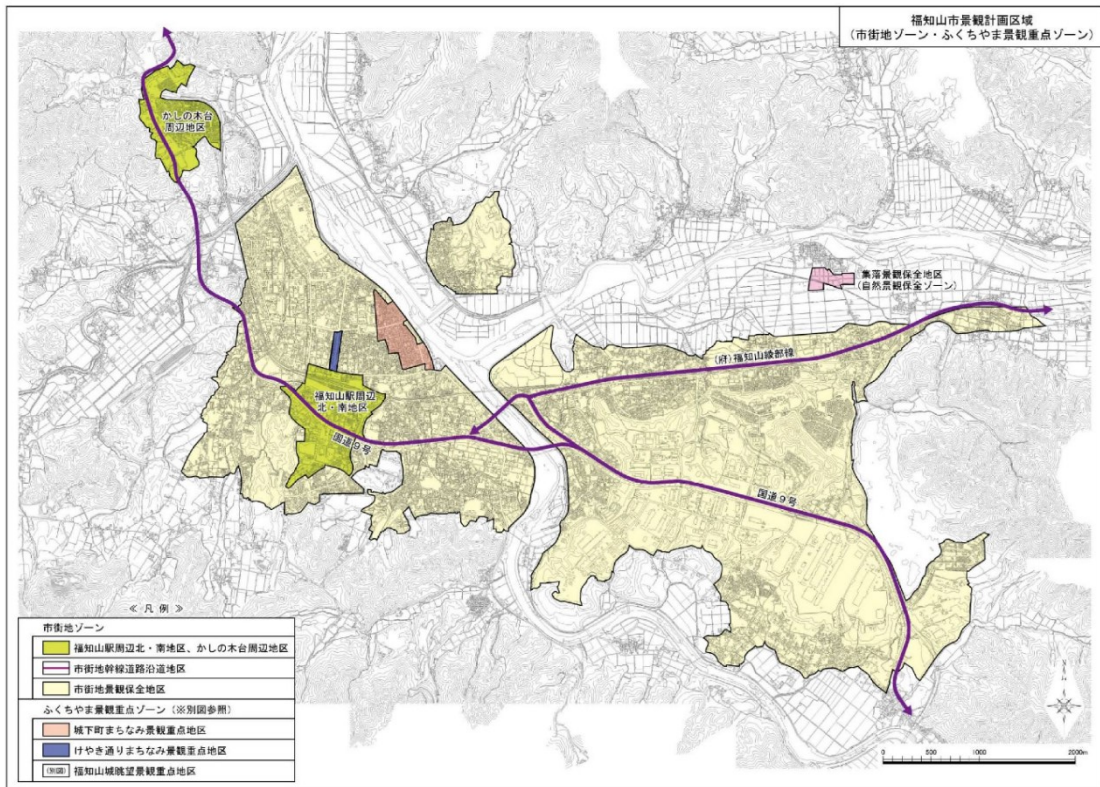 福知山市景観計画区域
(市街地ゾーン・ふくちやま景観重点ゾーン)
かしの木台
周辺地区
集落景観保全地区
(自然景観保全ゾーン)
(府)福知山綾部線
福知山駅周辺
北・南地区
国道9号
国道9号
≪ 凡 例 ≫
市街地ゾーン
福知山駅周辺北・南地区、かしの木台周辺地区
市街地幹線道路沿道地区
市街地景観保全地区
ふくちやま景観重点ゾーン(※別図参照)
城下町まちなみ景観重点地区
けやき通りまちなみ景観重点地区
(別図) 福知山城眺望景観重点地区
0 500 1000 2000m